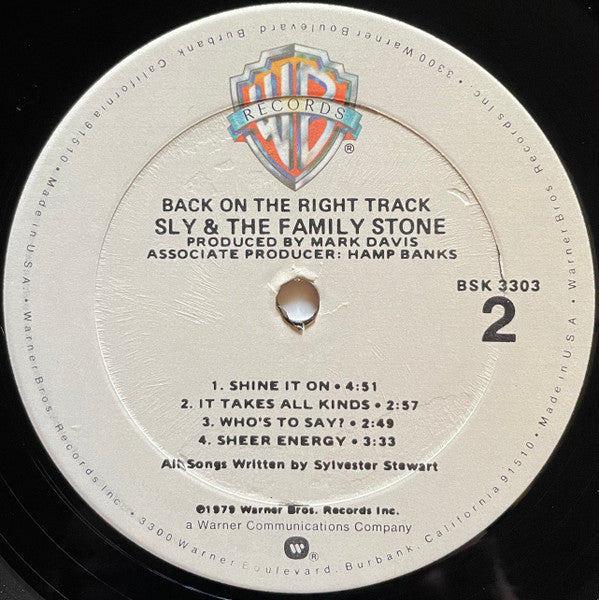 WB
RECORDS
®
BACK ON THE RIGHT TRACK
SLY & THE FAMILY STONE
PRODUCED BY MARK DAVIS
ASSOCIATE PRODUCER: HAMP BANKS
BSK 3303
2
1. SHINE IT ON • 4:51
2. IT TAKES ALL KINDS • 2:57
3. WHO'S TO SAY? • 2:49
4. SHEER ENERGY • 3:33
All Songs Written by Sylvester Stewart
©1979 Warner Bros. Records Inc.
a Warner Communications Company
W ®
3300 Warner Boulevard, Burbank, California 91510 • Made in U.S.A. • Warner Bros. Records Inc. • 3300 Warner Boulevard, Burbank, California 91510 • Made in U.S.A. • Warner Bros. Records Inc. •